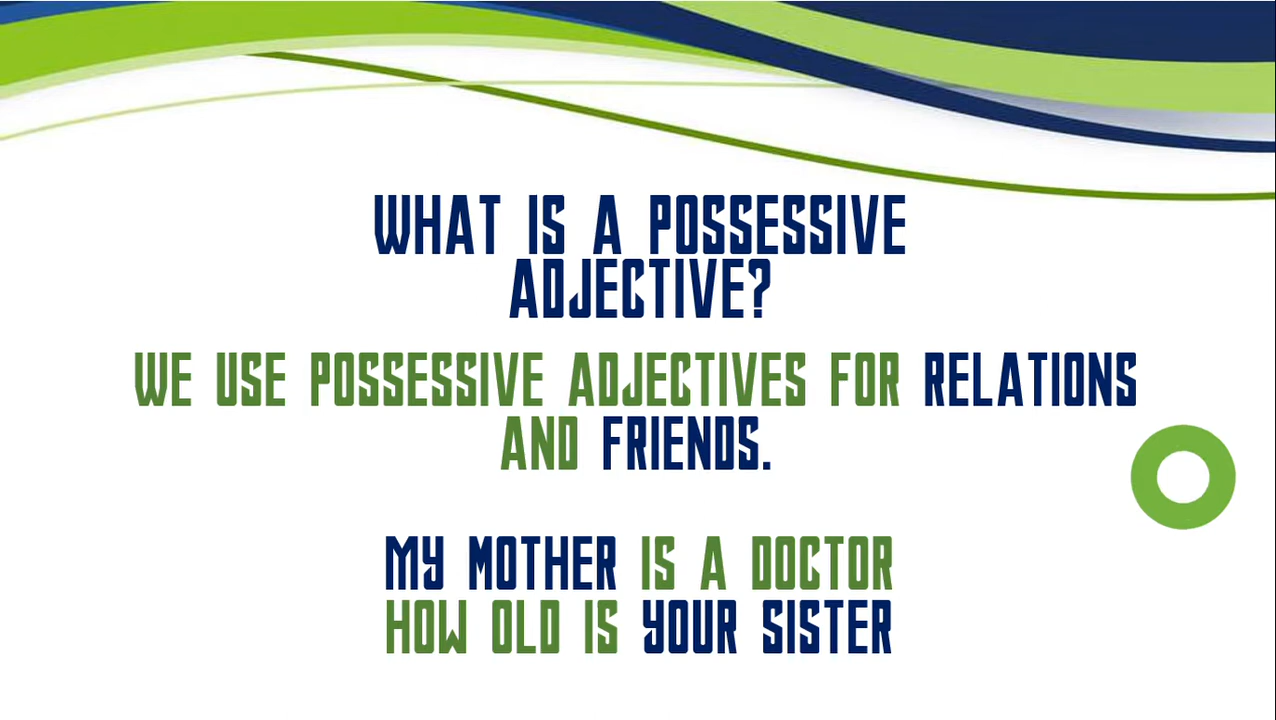 WHAT IS A POSSESSIVE
ADJECTIVE?
WE USE POSSESSIVE ADJECTIVES FOR RELATIONS
AND FRIENDS.
MY MOTHER IS A DOCTOR
HOW OLD IS YOUR SISTER